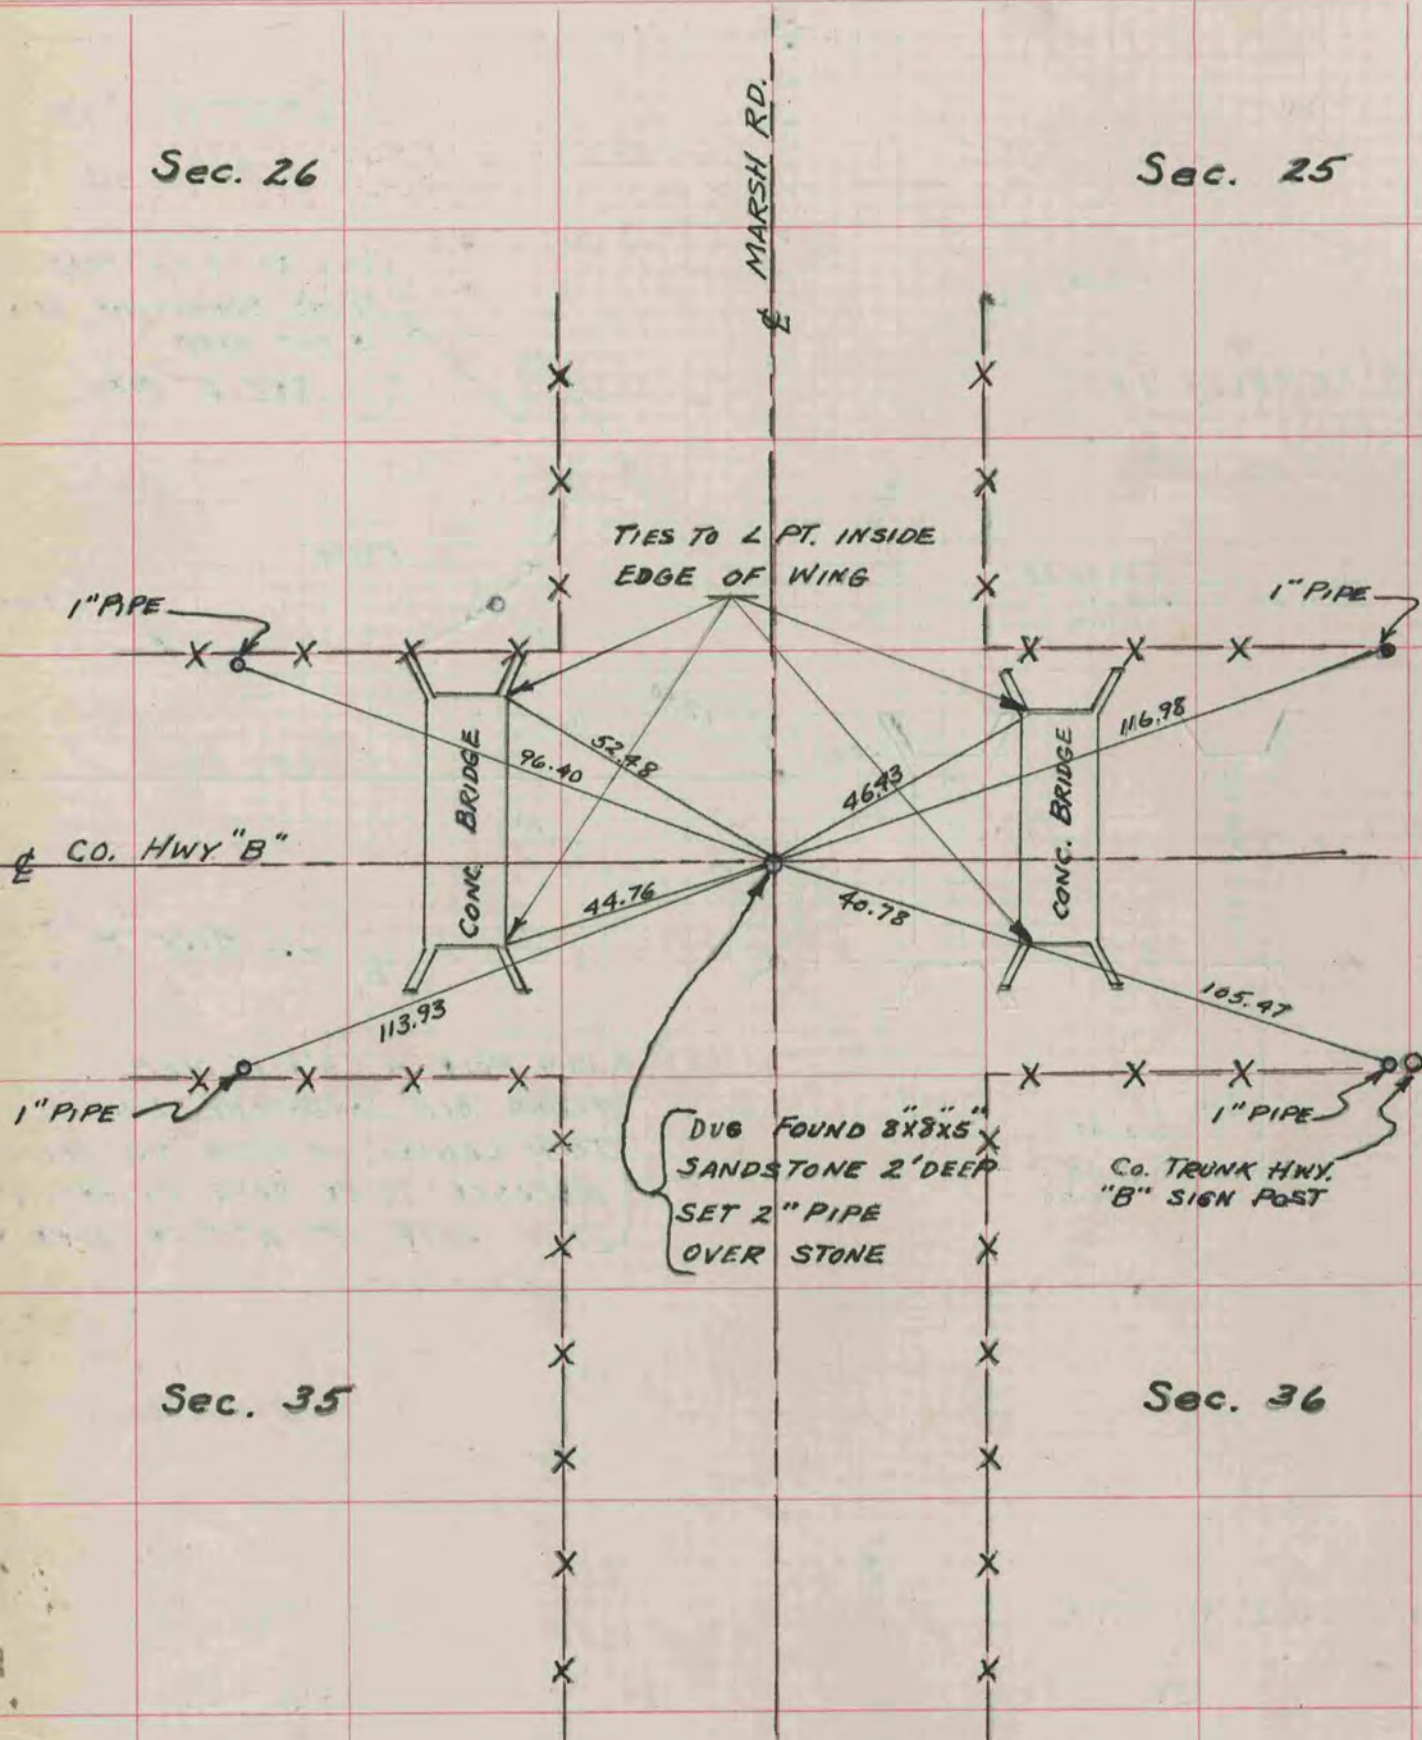 Sec. 26
Sec. 25
℄ MARSH RD.
TIES TO ∠ PT. INSIDE
EDGE OF WING
1" PIPE
1" PIPE
96.40
52.48
46.43
116.98
CONC. BRIDGE
CONC. BRIDGE
℄ CO. HWY "B"
44.76
40.78
113.93
105.47
1" PIPE
1" PIPE
DUG FOUND 8"x8"x5"
SANDSTONE 2' DEEP
SET 2" PIPE
OVER STONE
Co. TRUNK HWY.
"B" SIGN POST
Sec. 35
Sec. 36